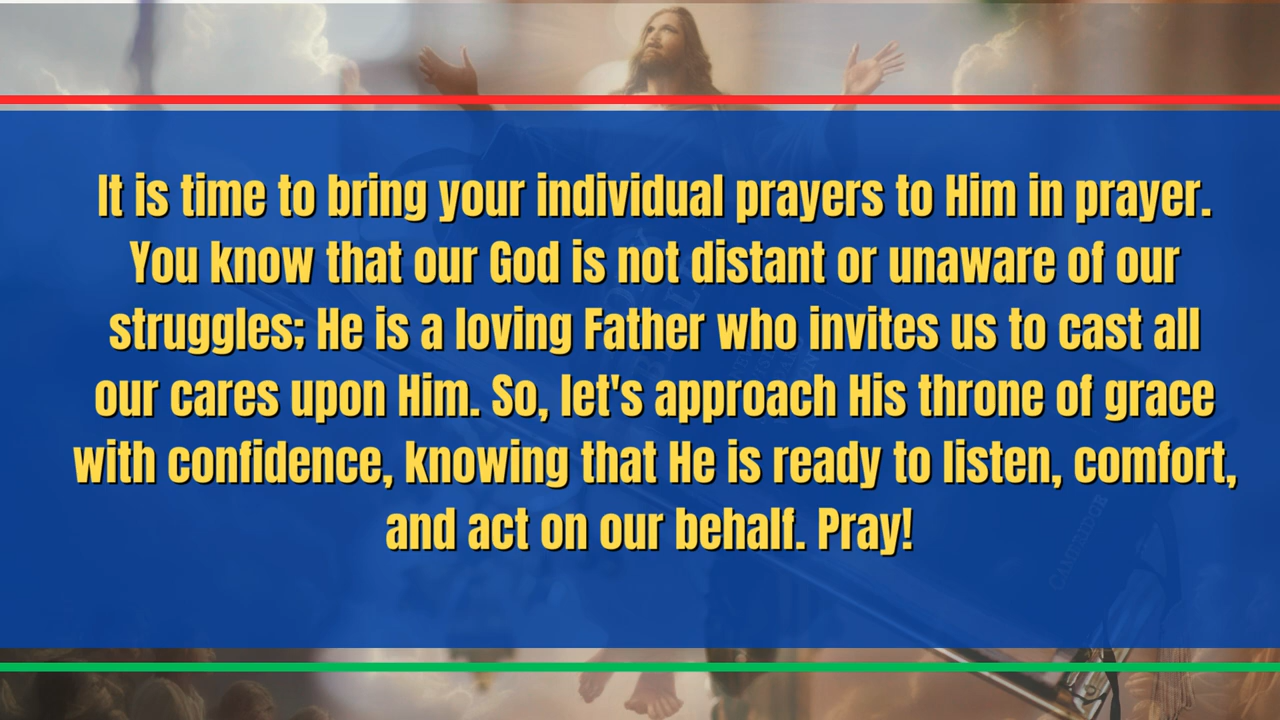 It is time to bring your individual prayers to Him in prayer.
You know that our God is not distant or unaware of our
struggles; He is a loving Father who invites us to cast all
our cares upon Him. So, let's approach His throne of grace
with confidence, knowing that He is ready to listen, comfort,
and act on our behalf. Pray!
HOLY
BIBLE
CAMBRIDGE